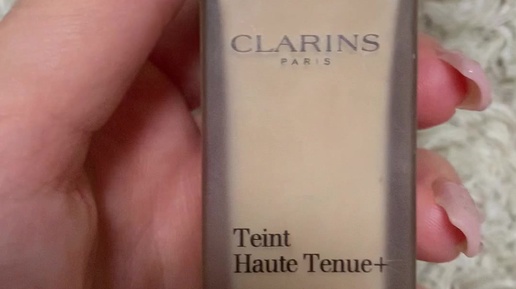 CLARINS
PARIS
Teint
Haute Tenue+